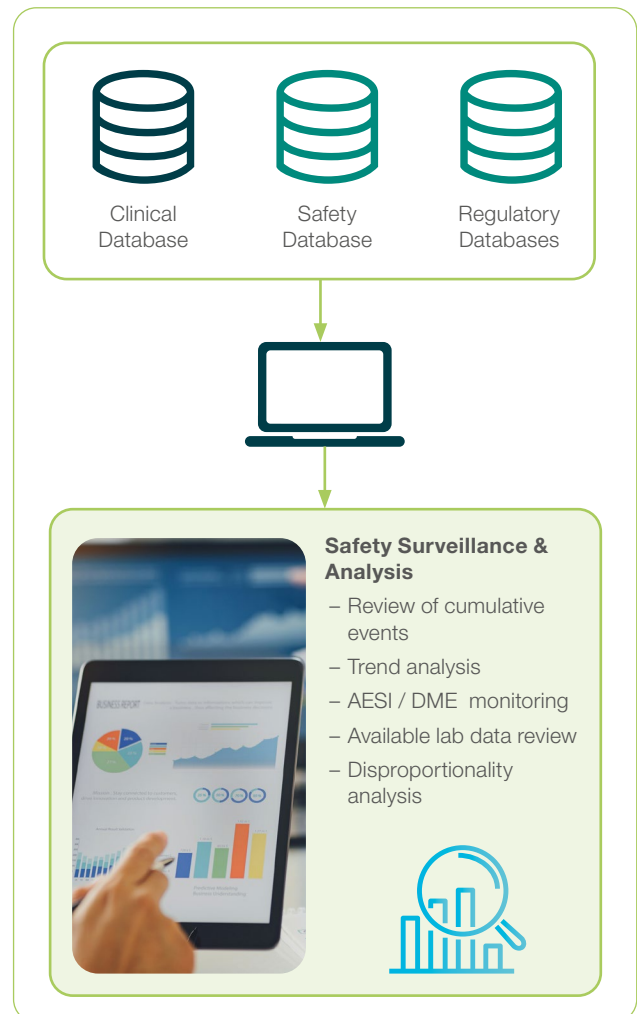 Clinical
Database
Safety
Database
Regulatory
Databases
Safety Surveillance &
Analysis
– Review of cumulative
events
– Trend analysis
– AESI / DME  monitoring
– Available lab data review
– Disproportionality
analysis
BUSINESS REPORT